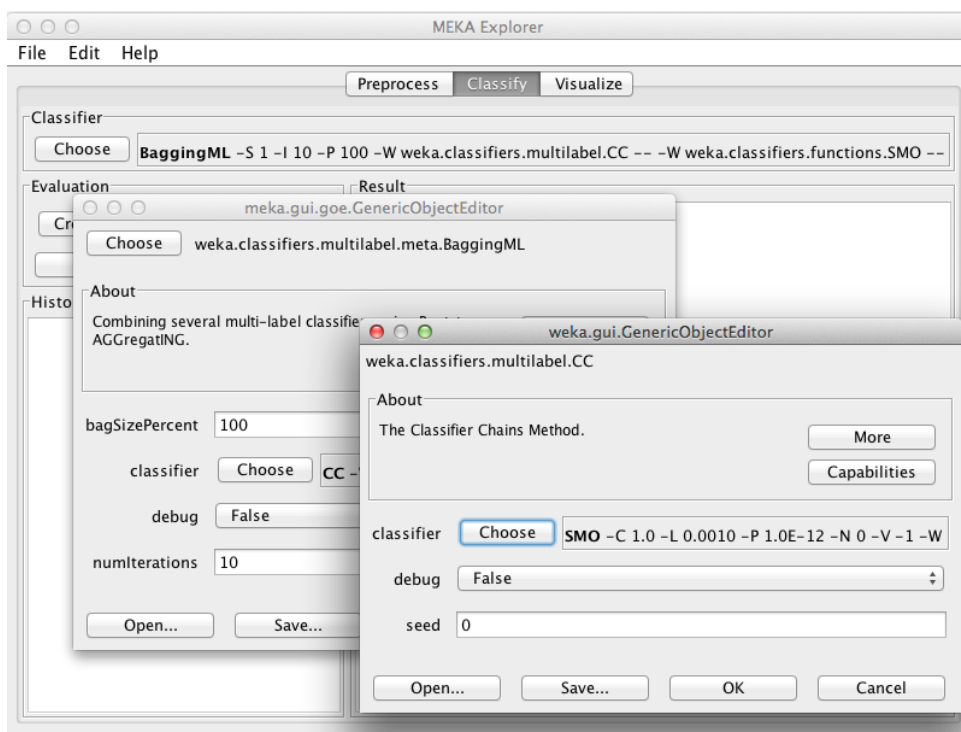 MEKA Explorer
File Edit Help
Preprocess Classify Visualize
Classifier
Choose BaggingML -S 1 -I 10 -P 100 -W weka.classifiers.multilabel.CC -- -W weka.classifiers.functions.SMO --
Evaluation Result
meka.gui.goe.GenericObjectEditor
Choose weka.classifiers.multilabel.meta.BaggingML
About
Combining several multi-label
AGGregatING.
bagSizePercent 100
classifier Choose CC
debug False
numIterations 10
Open... Save...
weka.gui.GenericObjectEditor
weka.classifiers.multilabel.CC
About
The Classifier Chains Method.
More
Capabilities
classifier Choose SMO -C 1.0 -L 0.0010 -P 1.0E-12 -N 0 -V -1 -W
debug False
seed 0
Open... Save... OK Cancel